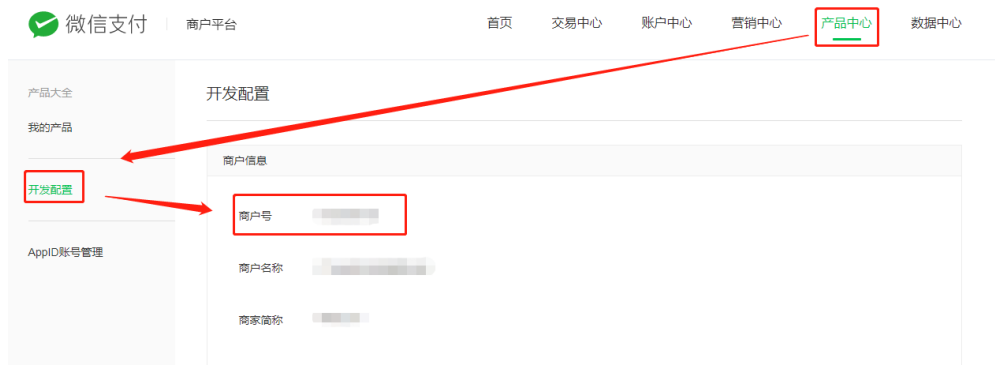 微信支付 商户平台 首页 交易中心 账户中心 营销中心 产品中心 数据中心
产品大全
我的产品
开发配置
AppID账号管理
开发配置
商户信息
商户号
商户名称
商家简称